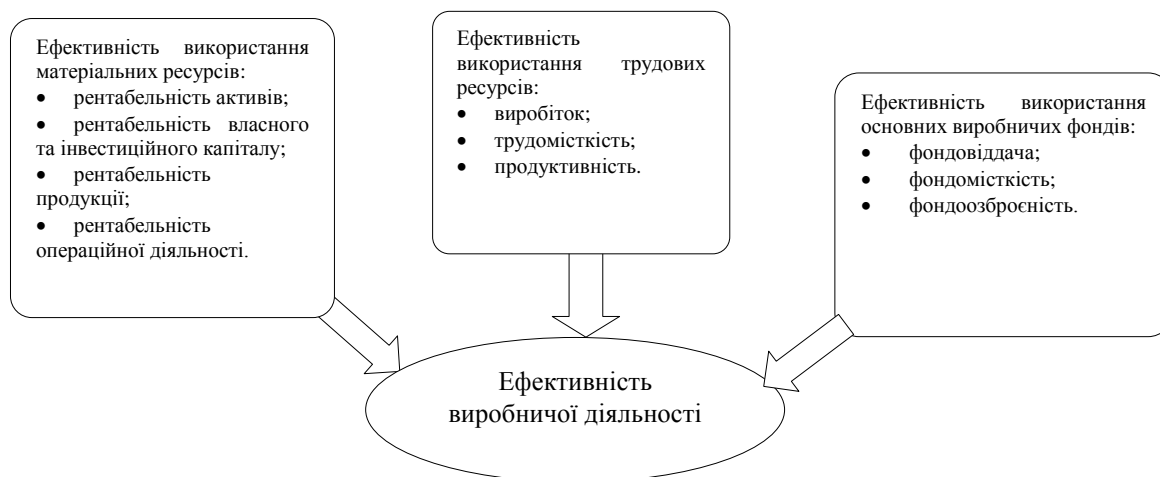 Ефективність використання
матеріальних ресурсів:
• рентабельність активів;
• рентабельність власного
та інвестиційного капіталу;
• рентабельність
продукції;
• рентабельність
операційної діяльності.
Ефективність
використання трудових
ресурсів:
• виробіток;
• трудомісткість;
• продуктивність.
Ефективність використання
основних виробничих фондів:
• фондовіддача;
• фондомісткість;
• фондоозброєність.
Ефективність
виробничої діяльності